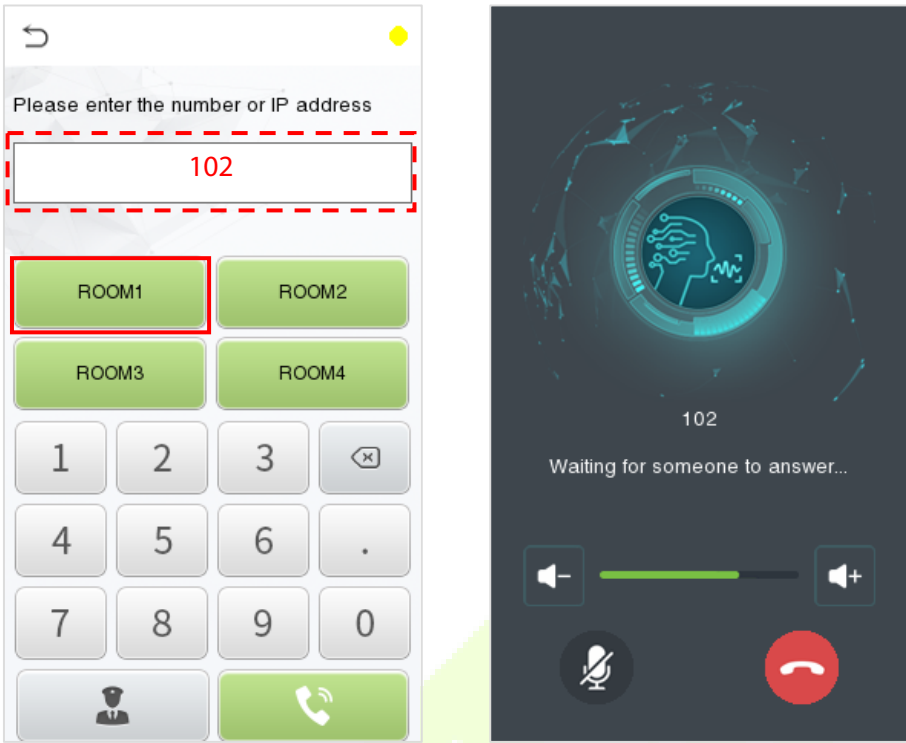 Please enter the number or IP address
102
ROOM1 ROOM2
ROOM3 ROOM4
1 2 3
4 5 6 .
7 8 9 0
102
Waiting for someone to answer...